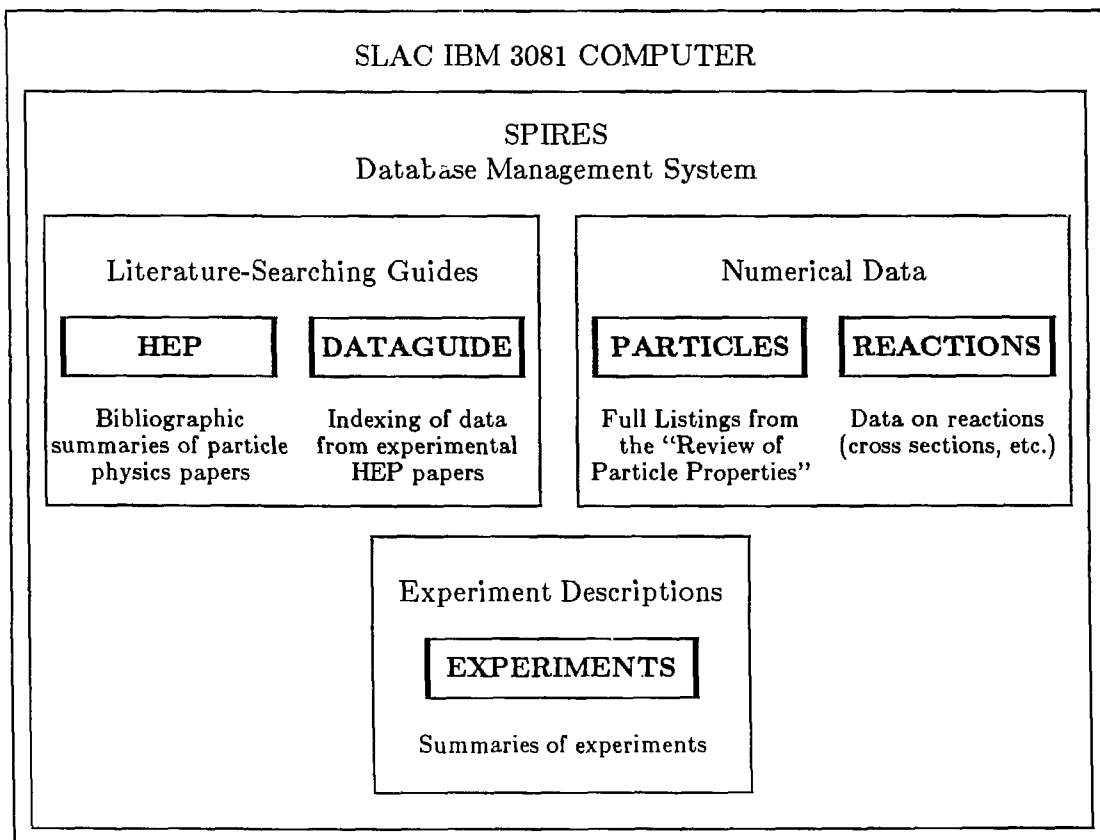 SLAC IBM 3081 COMPUTER
SPIRES
Database Management System
Literature-Searching Guides
HEP
DATAGUIDE
Bibliographic
summaries of particle
physics papers
Indexing of data
from experimental
HEP papers
Numerical Data
PARTICLES
REACTIONS
Full Listings from
the “Review of
Particle Properties”
Data on reactions
(cross sections, etc.)
Experiment Descriptions
EXPERIMENTS
Summaries of experiments